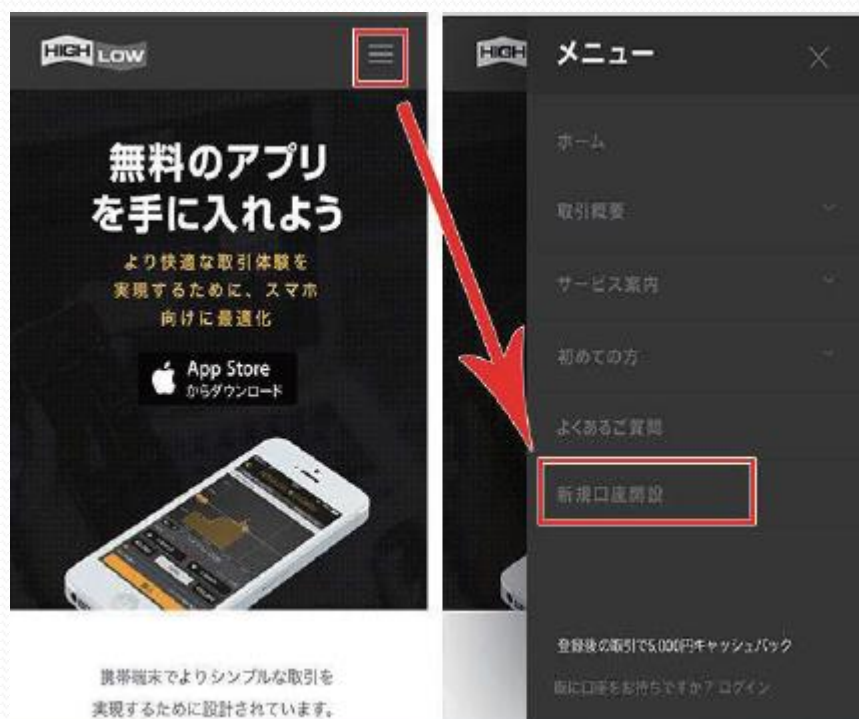 HIGH LOW
無料のアプリ
を手に入れよう
より快適な取引体験を
実現するために、スマホ
向けに最適化
App Store
からダウンロード
携帯端末でよりシンプルな取引を
実現するために設計されています。
HIGH
メニュー
ホーム
取引概要
サービス案内
初めての方
よくあるご質問
新規口座開設
登録後の取引で5,000円キャッシュバック
既に口座をお持ちですか？ ログイン